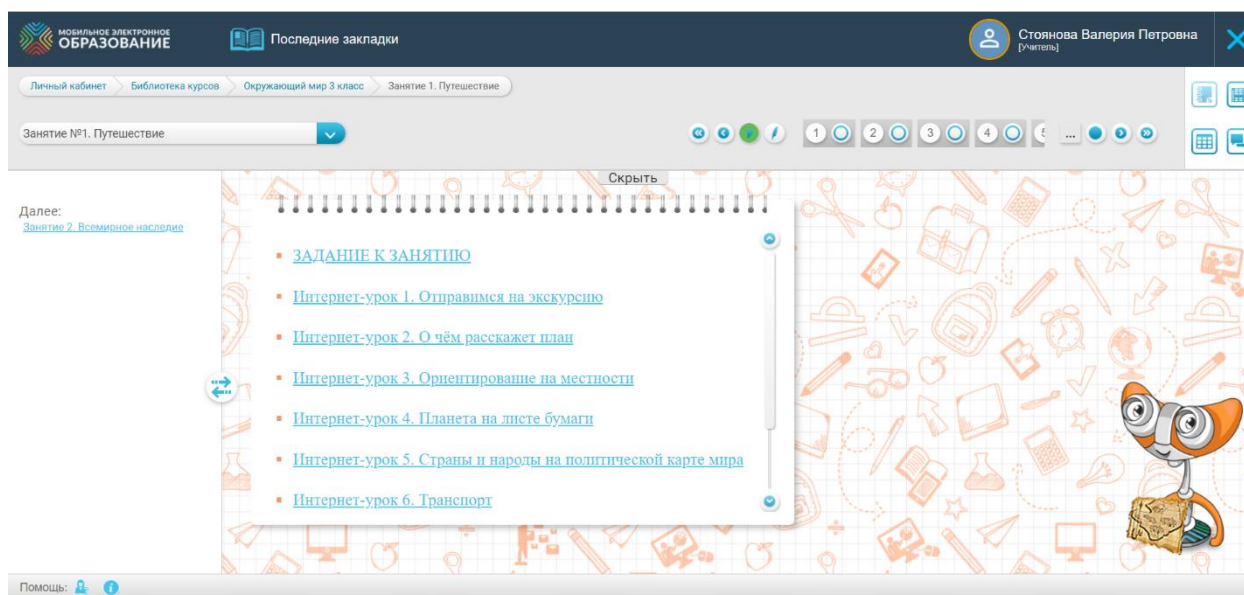 МОБИЛЬНОЕ ЭЛЕКТРОННОЕ
ОБРАЗОВАНИЕ
Последние закладки
Стоянова Валерия Петровна
[Учитель]
Личный кабинет
Библиотека курсов
Окружающий мир 3 класс
Занятие 1. Путешествие
Занятие №1. Путешествие
1
2
3
4
...
Скрыть
Далее:
Занятие 2. Всемирное наследие
ЗАДАНИЕ К ЗАНЯТИЮ
Интернет-урок 1. Отправимся на экскурсию
Интернет-урок 2. О чём расскажет план
Интернет-урок 3. Ориентирование на местности
Интернет-урок 4. Планета на листе бумаги
Интернет-урок 5. Страны и народы на политической карте мира
Интернет-урок 6. Транспорт
Помощь: